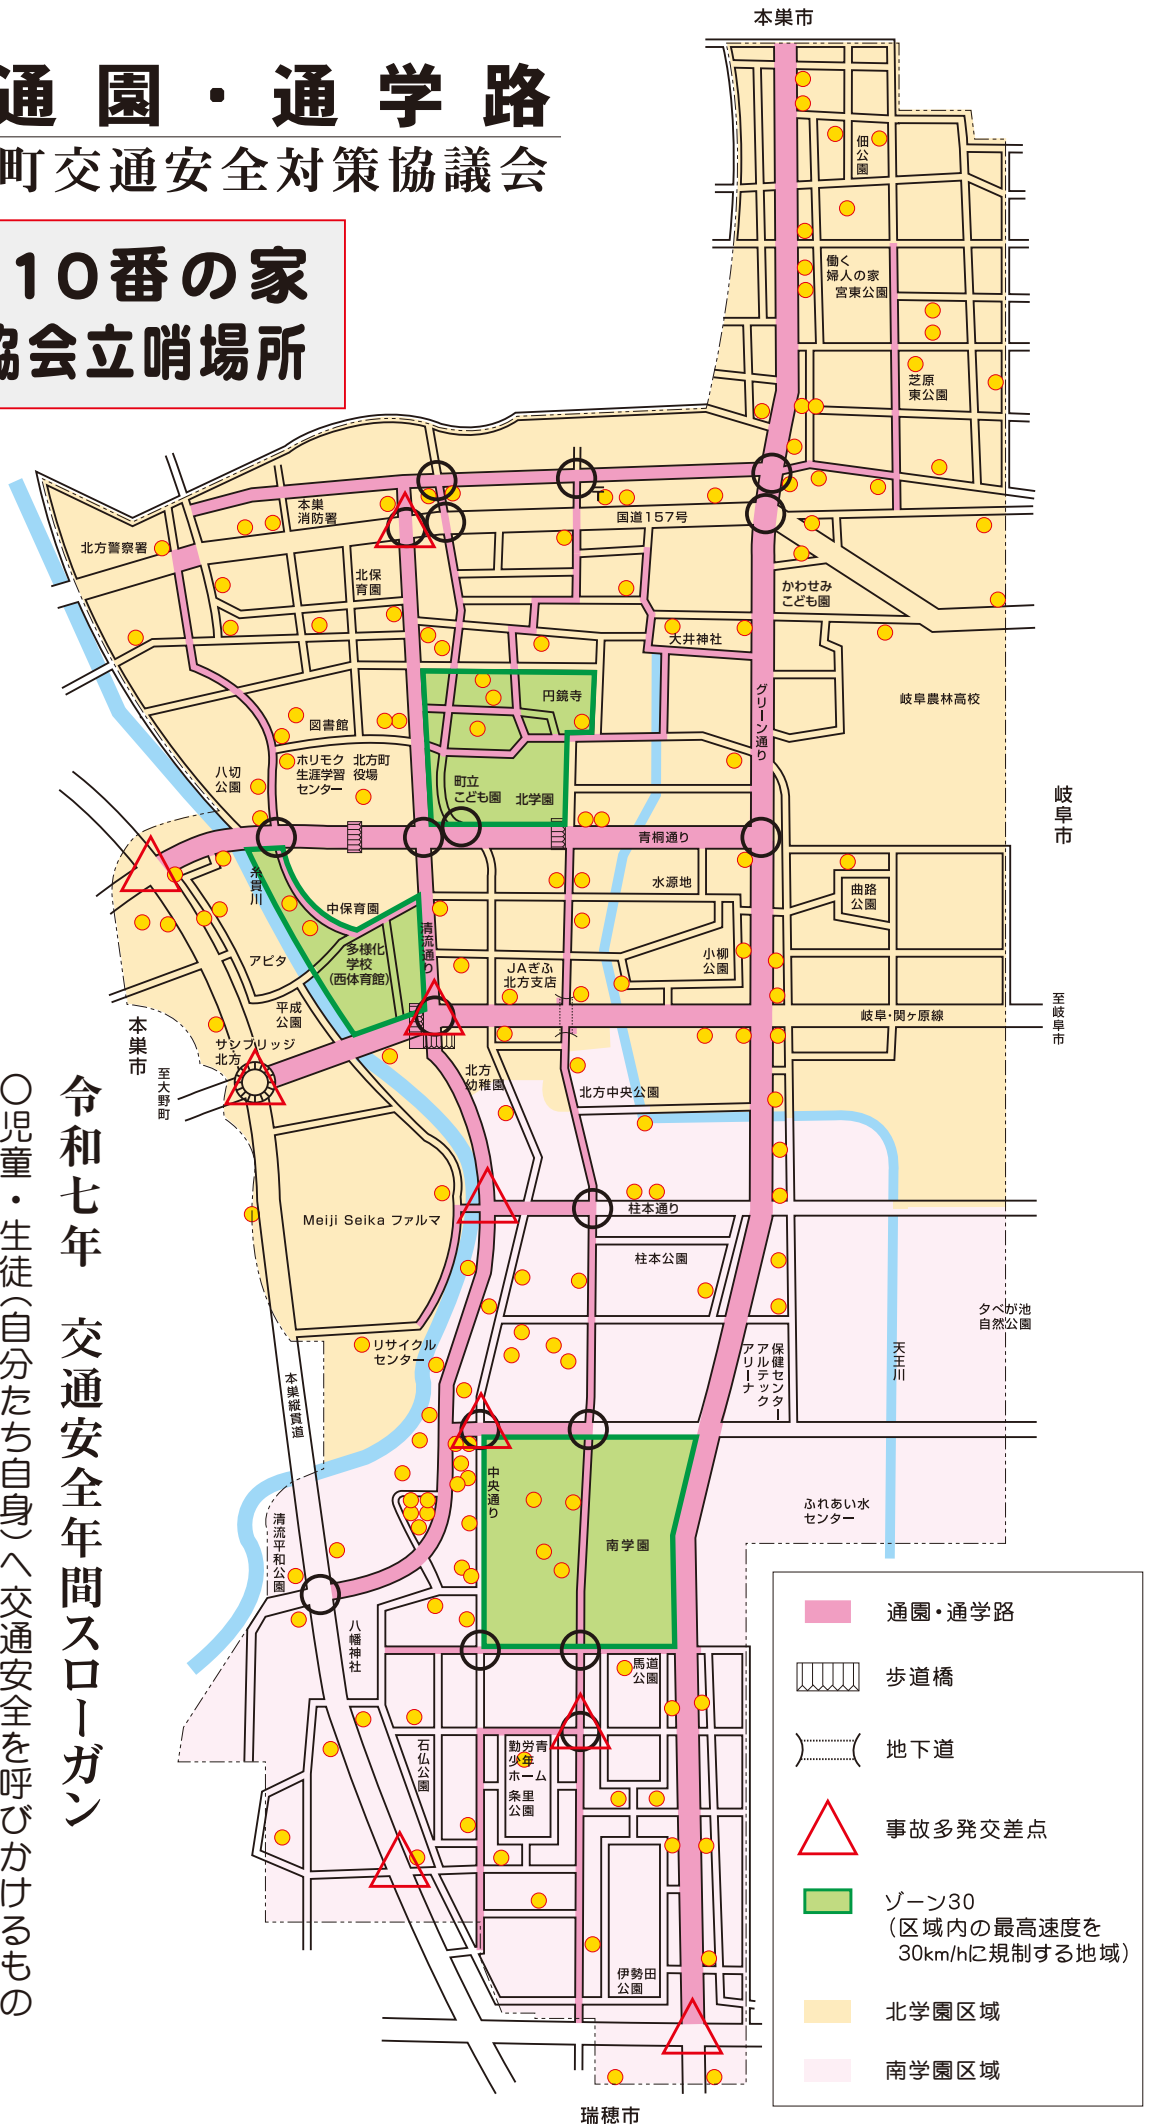 本巣市
通園・通学路
町交通安全対策協議会
10番の家
協会立哨場所
佃公園
働く
婦人の家
宮東公園
芝原
東公園
本巣
消防署
北方警察署
国道157号
北保
育園
かわせみ
こども園
大井神社
円鏡寺
グリーン通り
岐阜農林高校
図書館
ホリモク
生涯学習
センター
北方町
役場
八切
公園
町立
こども園
北学園
岐阜市
青桐通り
糸貫川
水源地
曲路
公園
中保育園
清流通り
多様化
学校
(西体育館)
アピタ
小柳
公園
JAぎふ
北方支店
平成
公園
岐阜・関ヶ原線
至岐阜市
本巣市
サンブリッジ
北方
至大野町
北方
幼稚園
北方中央公園
Meiji Seika ファルマ
柱本通り
柱本公園
夕べが池
自然公園
リサイクル
センター
保健センター
アルテック
アリーナ
天王川
本巣縦貫道
中央通り
ふれあい水
センター
南学園
清流平和公園
八幡神社
馬道
公園
石仏公園
勤労青
少年
ホーム
条里
公園
伊勢田
公園
瑞穂市
令和七年 交通安全年間スローガン
〇児童・生徒(自分たち自身)へ交通安全を呼びかけるもの
通園・通学路
歩道橋
地下道
事故多発交差点
ゾーン30
(区域内の最高速度を
30km/hに規制する地域)
北学園区域
南学園区域